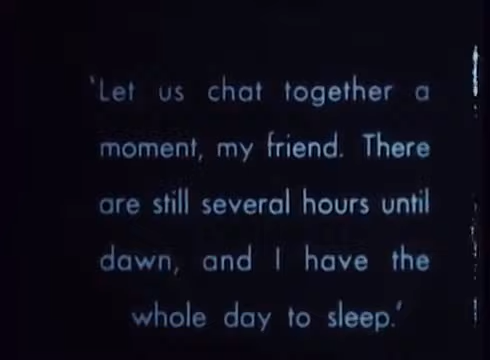 'Let us chat together a
moment, my friend. There
are still several hours until
dawn, and I have the
whole day to sleep.'